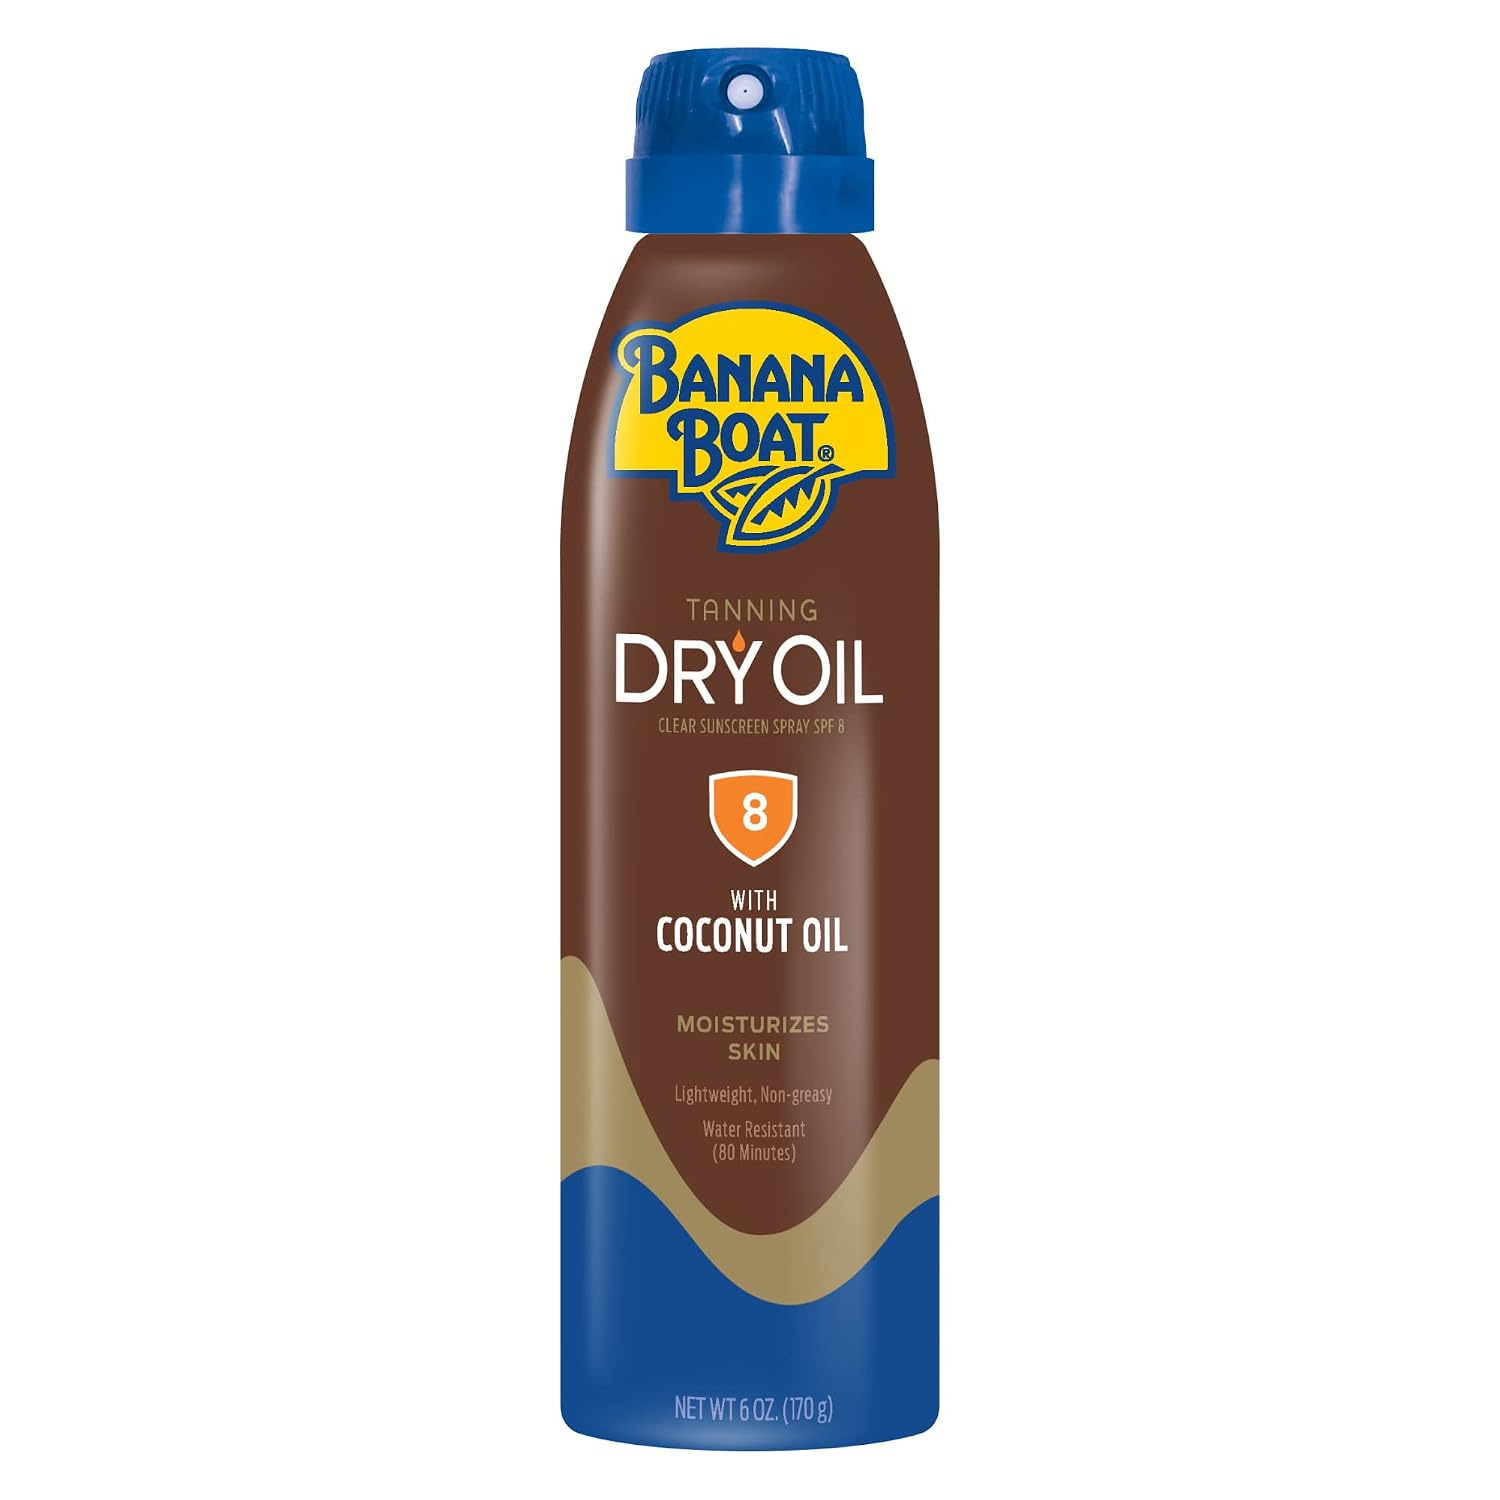 BANANA
BOAT®
TANNING
DRY OIL
CLEAR SUNSCREEN SPRAY SPF 8
8
WITH
COCONUT OIL
MOISTURIZES
SKIN
Lightweight, Non-greasy
Water Resistant
(80 Minutes)
NET WT 6 OZ. (170 g)